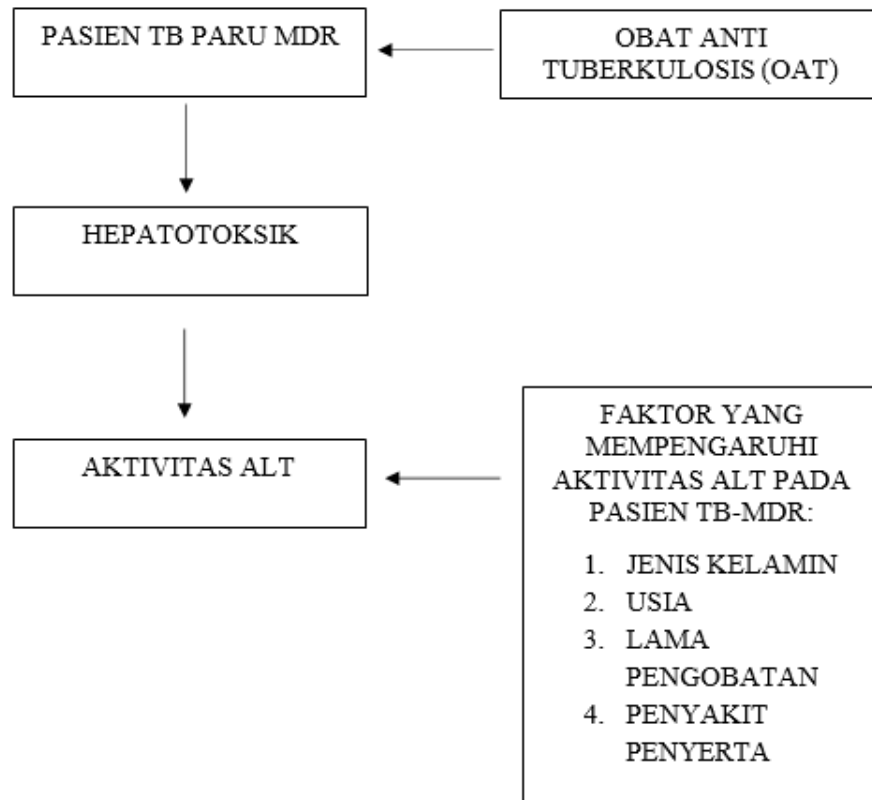 PASIEN TB PARU MDR
OBAT ANTI
TUBERKULOSIS (OAT)
HEPATOTOKSIK
AKTIVITAS ALT
FAKTOR YANG
MEMPENGARUHI
AKTIVITAS ALT PADA
PASIEN TB-MDR:
1. JENIS KELAMIN
2. USIA
3. LAMA
PENGOBATAN
4. PENYAKIT
PENYERTA